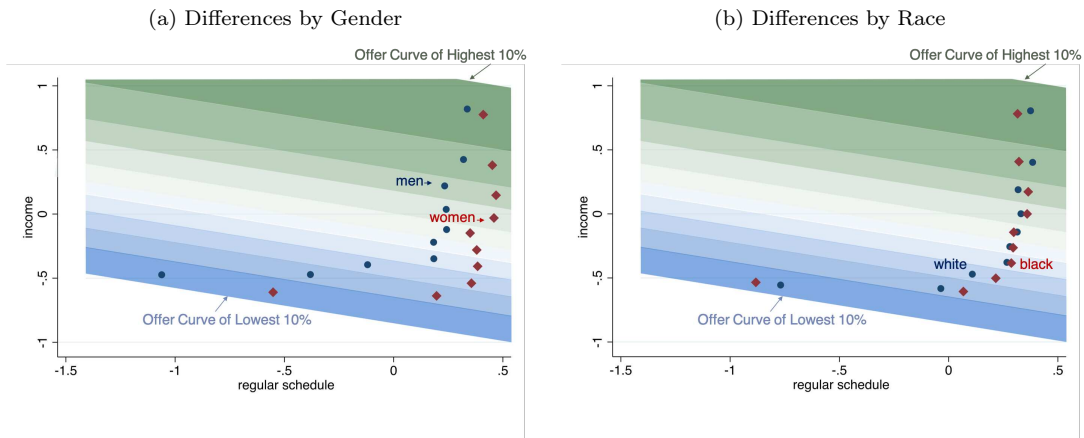 (a) Differences by Gender
Offer Curve of Highest 10%
1
.5
0
-.5
-1
income
men
women
Offer Curve of Lowest 10%
-1.5
-1
-.5
0
.5
regular schedule
(b) Differences by Race
Offer Curve of Highest 10%
1
.5
0
-.5
-1
income
white
black
Offer Curve of Lowest 10%
-1.5
-1
-.5
0
.5
regular schedule